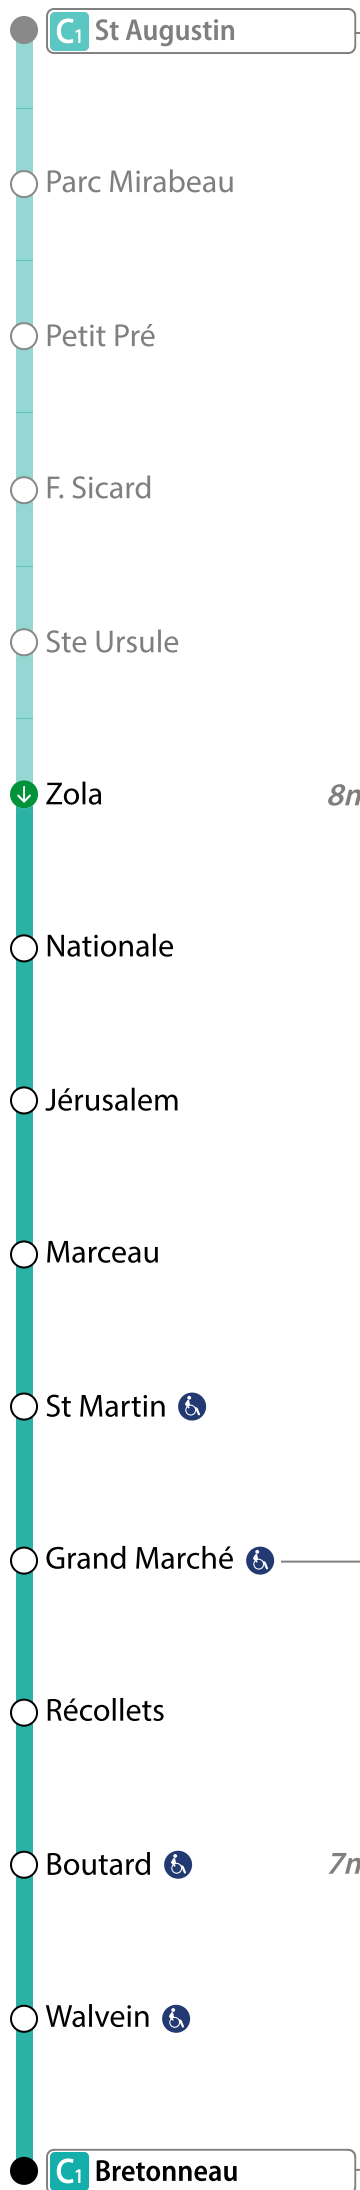 C1 St Augustin
Parc Mirabeau
Petit Pré
F. Sicard
Ste Ursule
Zola
Nationale
Jérusalem
Marceau
St Martin
Grand Marché
Récollets
Boutard
Walvein
C1 Bretonneau